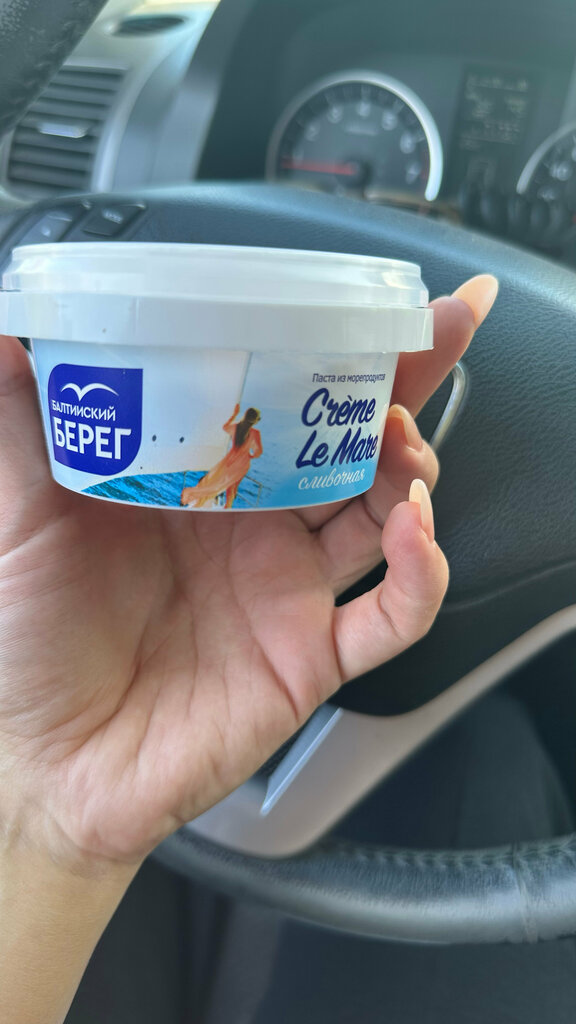 БАЛТИЙСКИЙ
БЕРЕГ
Паста из морепродуктов
Crème
Le Mare
сливочная